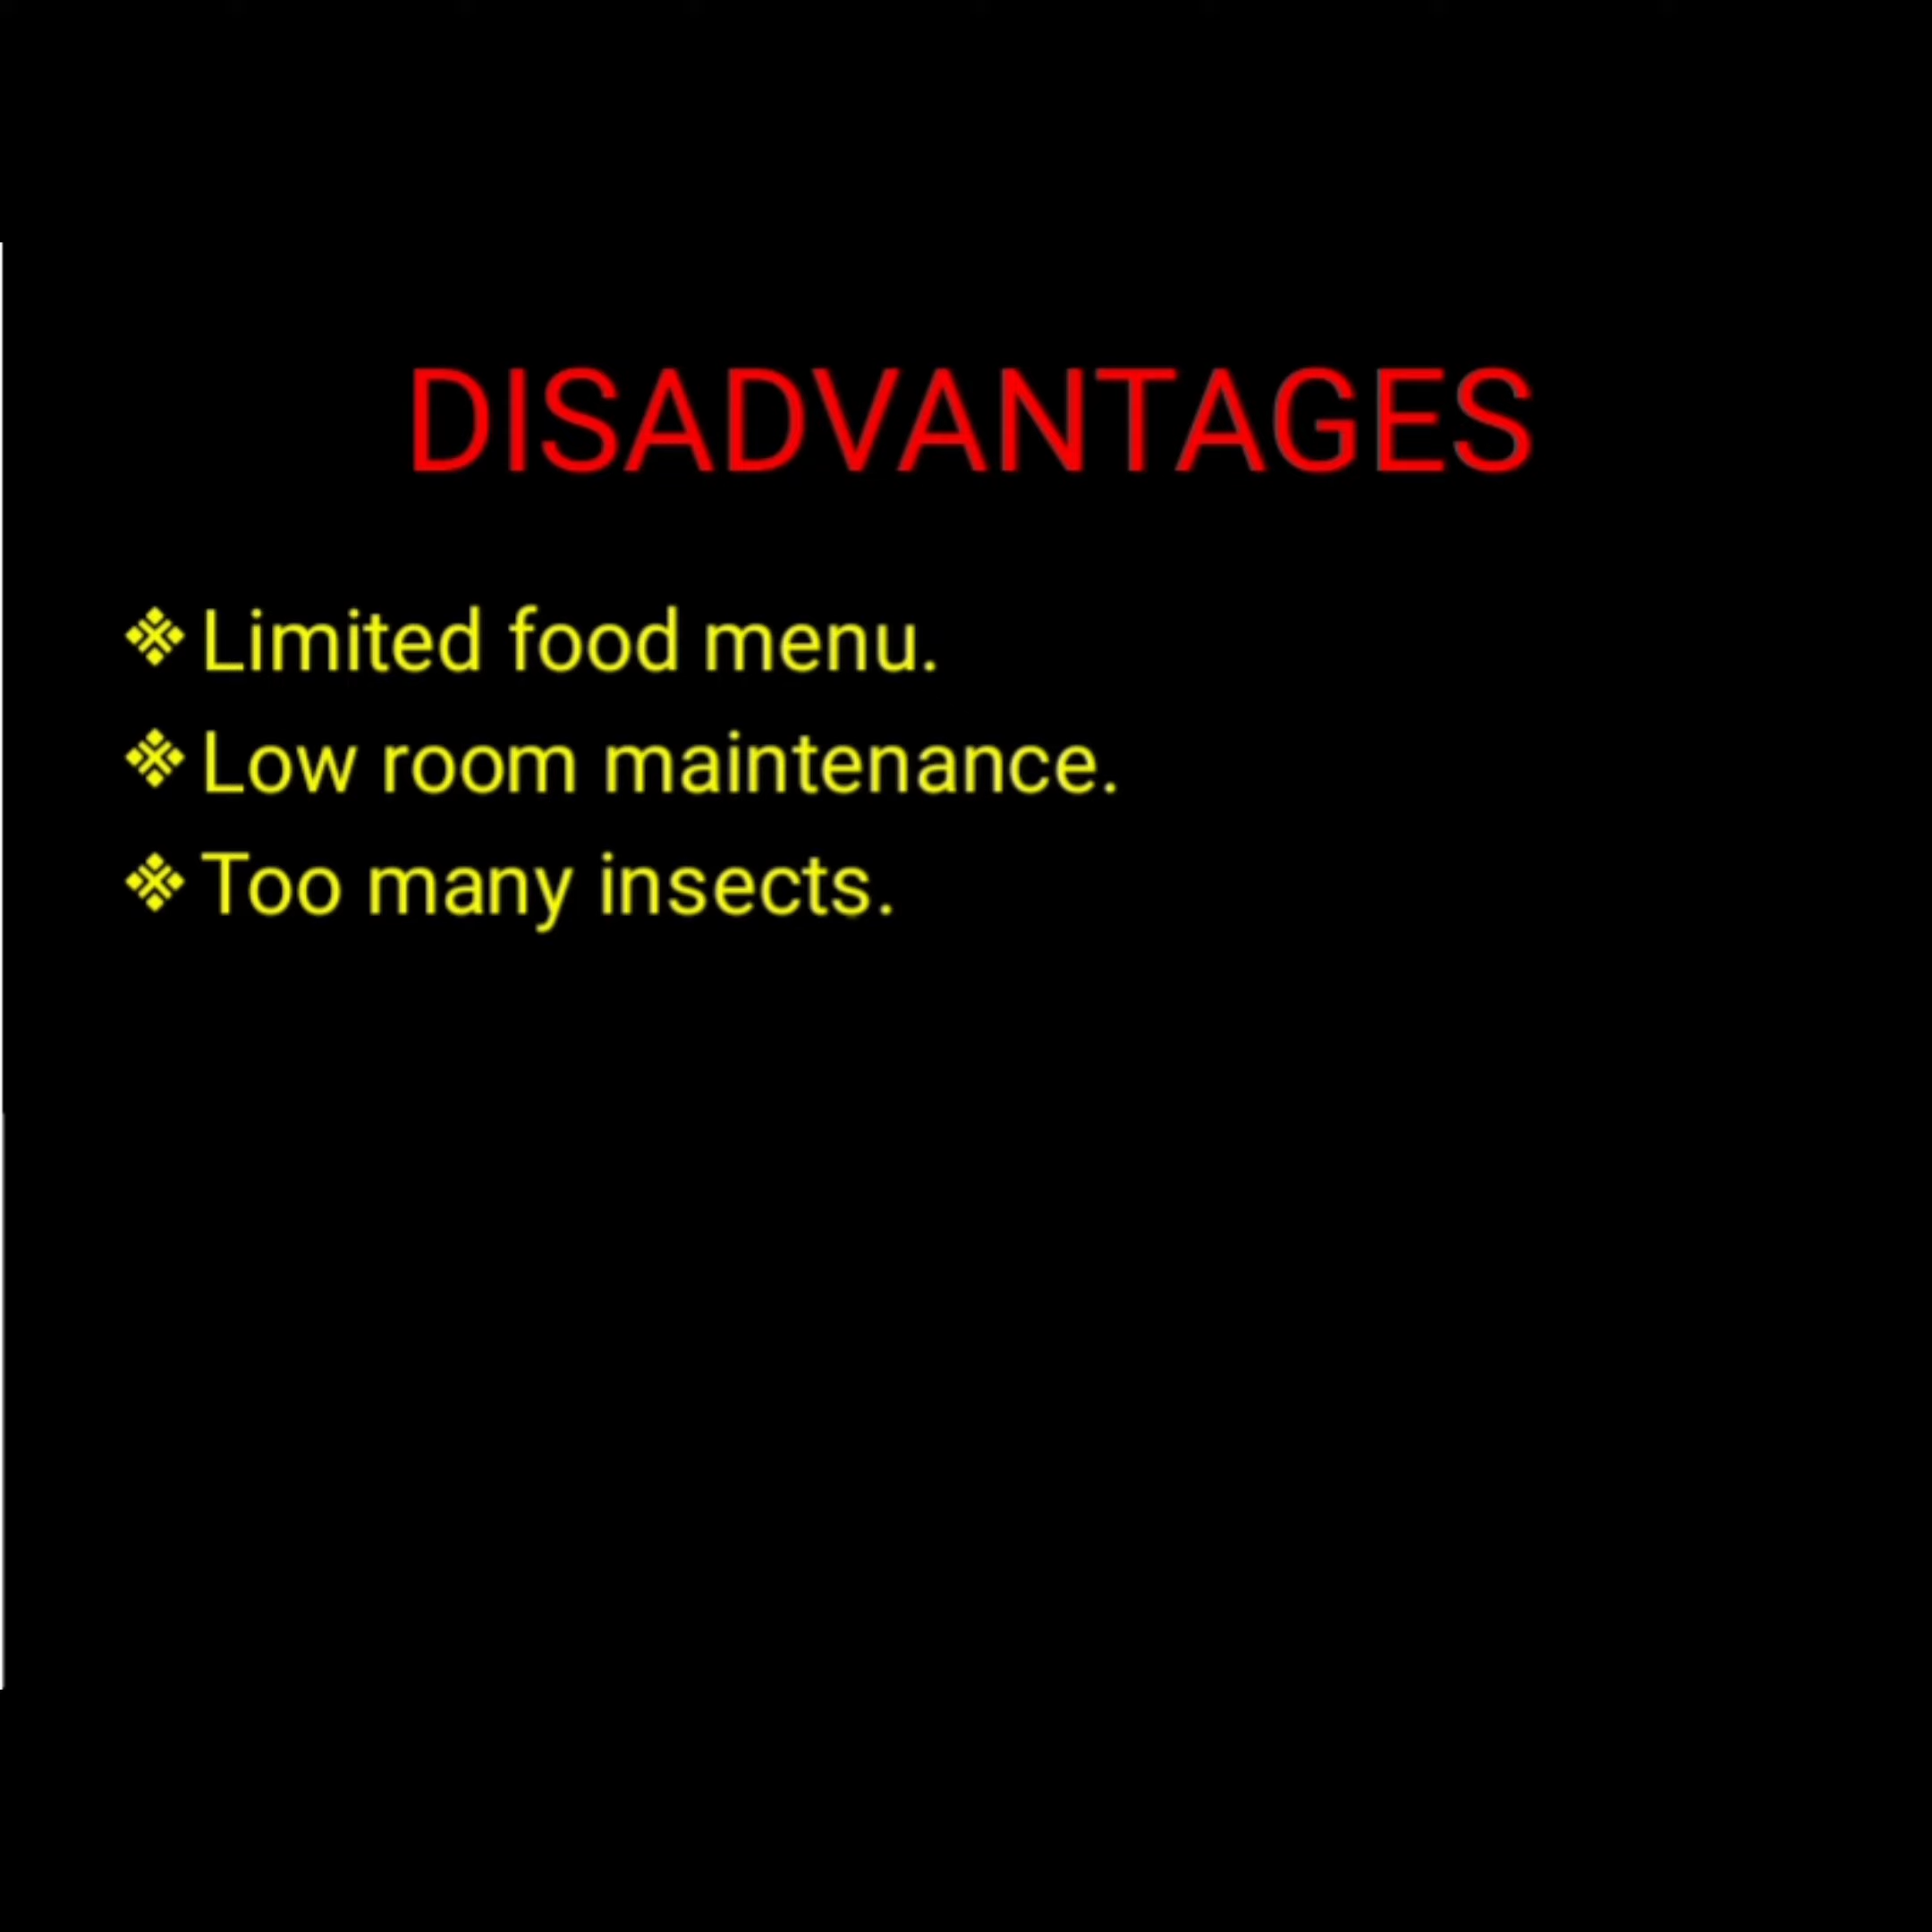 DISADVANTAGES
❖ Limited food menu.
❖ Low room maintenance.
❖ Too many insects.